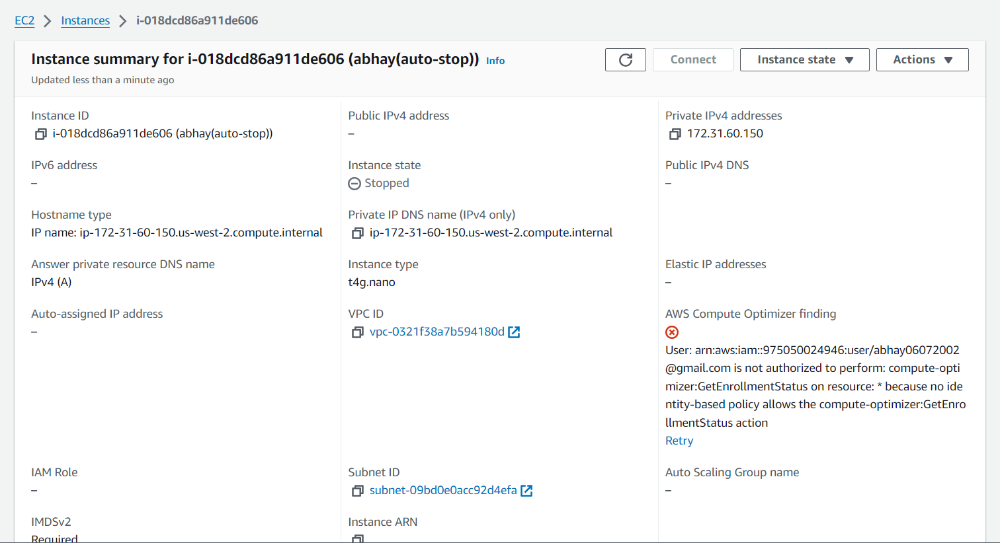 EC2 > Instances > i-018dcd86a911de606
Instance summary for i-018dcd86a911de606 (abhay(auto-stop)) Info
Updated less than a minute ago
Connect
Instance state
Actions
Instance ID
i-018dcd86a911de606 (abhay(auto-stop))
Public IPv4 address
–
Private IPv4 addresses
172.31.60.150
IPv6 address
–
Instance state
Stopped
Public IPv4 DNS
–
Hostname type
IP name: ip-172-31-60-150.us-west-2.compute.internal
Private IP DNS name (IPv4 only)
ip-172-31-60-150.us-west-2.compute.internal
Answer private resource DNS name
IPv4 (A)
Instance type
t4g.nano
Elastic IP addresses
–
Auto-assigned IP address
–
VPC ID
vpc-0321f38a7b594180d
AWS Compute Optimizer finding
User: arn:aws:iam::975050024946:user/abhay06072002
@gmail.com is not authorized to perform: compute-opti
mizer:GetEnrollmentStatus on resource: * because no ide
ntity-based policy allows the compute-optimizer:GetEnro
llmentStatus action
Retry
IAM Role
–
Subnet ID
subnet-09bd0e0acc92d4efa
Auto Scaling Group name
–
IMDSv2
Required
Instance ARN